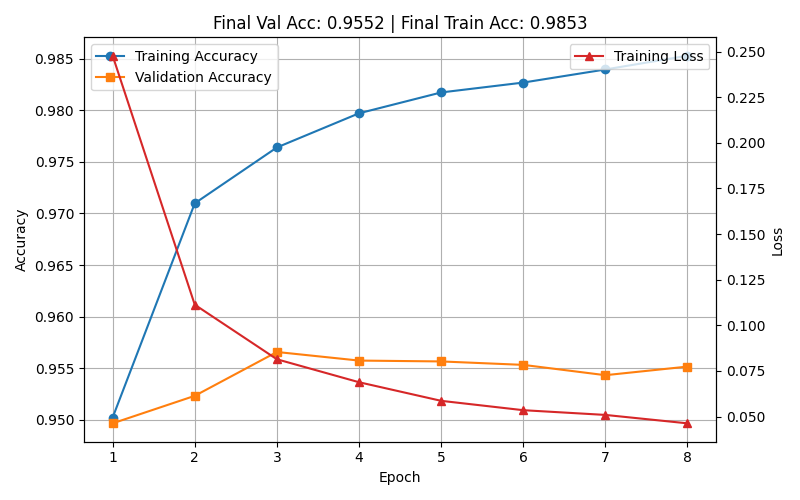 Final Val Acc: 0.9552 | Final Train Acc: 0.9853
Training Accuracy
Validation Accuracy
Training Loss
Accuracy
0.985
0.980
0.975
0.970
0.965
0.960
0.955
0.950
Loss
0.250
0.225
0.200
0.175
0.150
0.125
0.100
0.075
0.050
1 2 3 4 5 6 7 8
Epoch